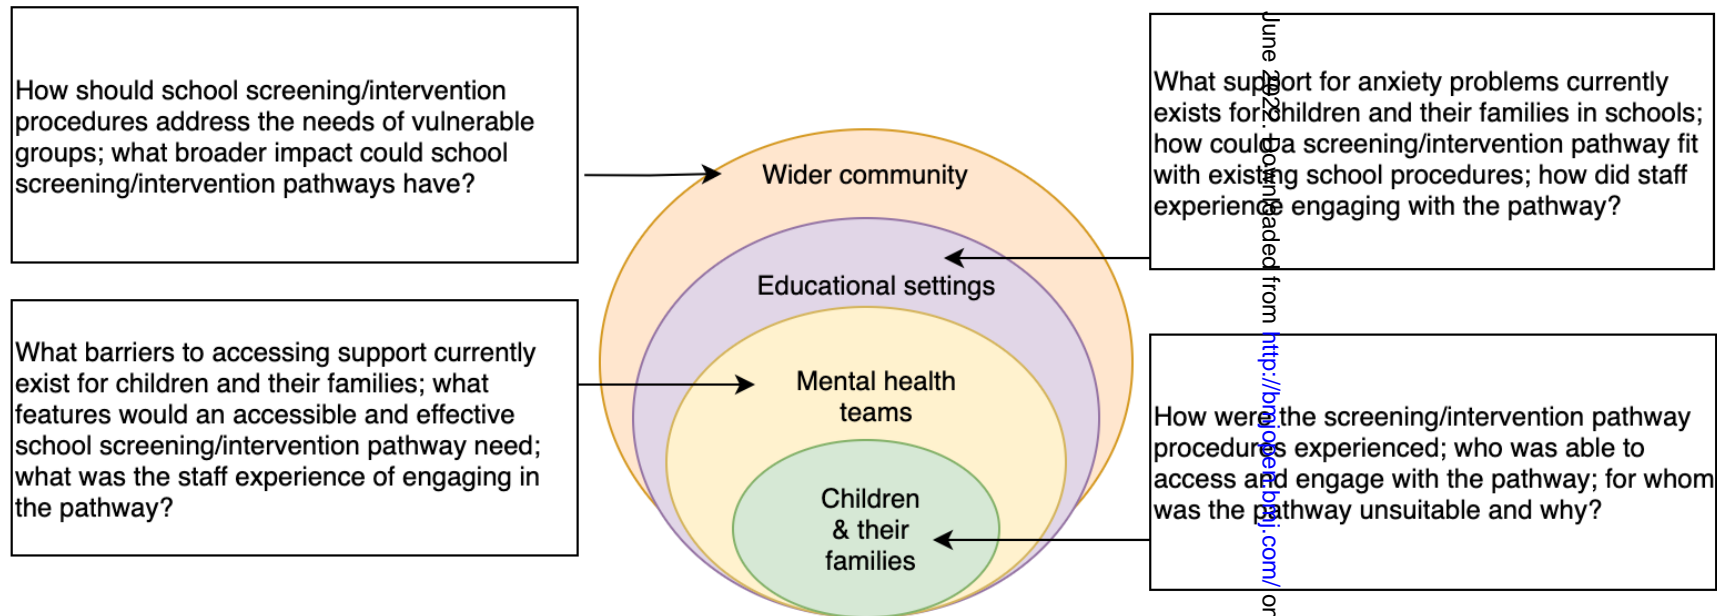 How should school screening/intervention
procedures address the needs of vulnerable
groups; what broader impact could school
screening/intervention pathways have?
What support for anxiety problems currently
exists for children and their families in schools;
how could a screening/intervention pathway fit
with existing school procedures; how did staff
experience engaging with the pathway?
Wider community
Educational settings
What barriers to accessing support currently
exist for children and their families; what
features would an accessible and effective
school screening/intervention pathway need;
what was the staff experience of engaging in
the pathway?
Mental health
teams
How were the screening/intervention pathway
procedures experienced; who was able to
access and engage with the pathway; for whom
was the pathway unsuitable and why?
Children
& their
families
June 2022. Downloaded from http://bmjopen.bmj.com/ on